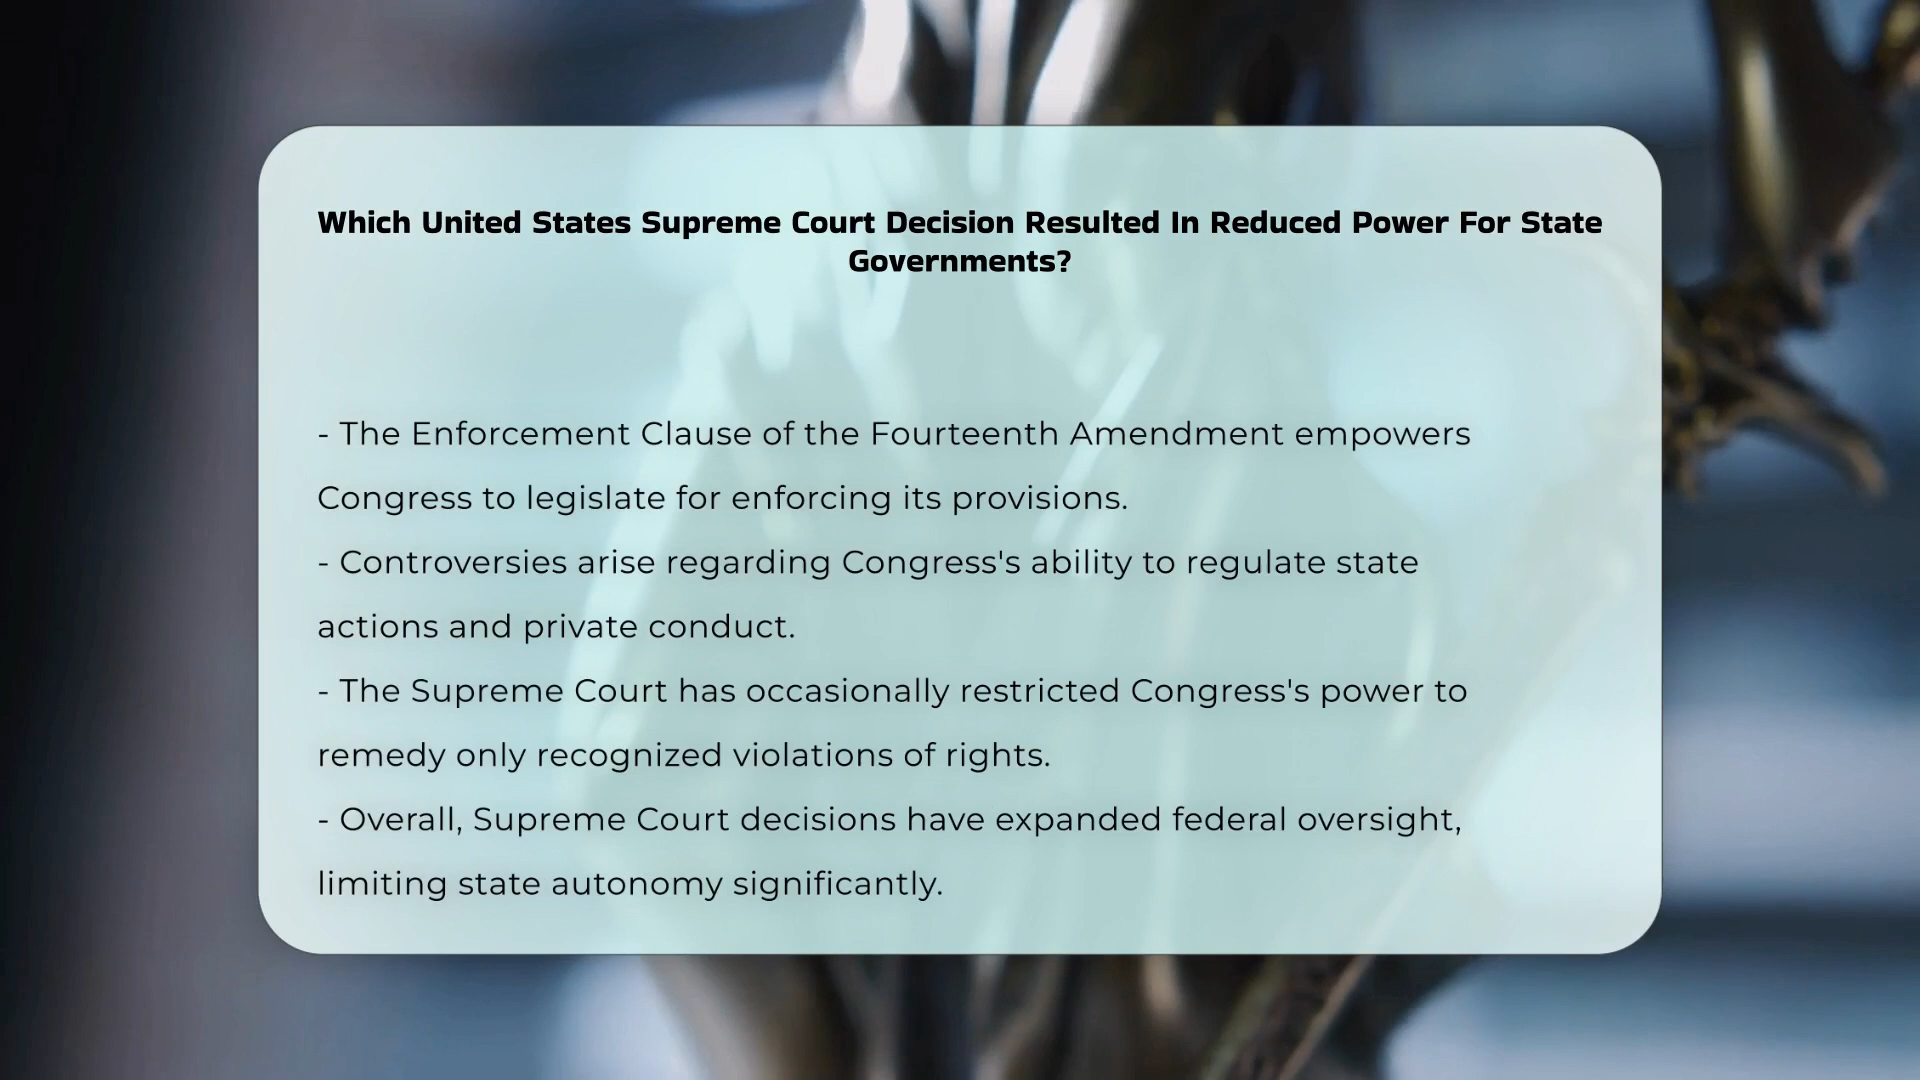 Which United States Supreme Court Decision Resulted In Reduced Power For State
Governments?
- The Enforcement Clause of the Fourteenth Amendment empowers
Congress to legislate for enforcing its provisions.
- Controversies arise regarding Congress's ability to regulate state
actions and private conduct.
- The Supreme Court has occasionally restricted Congress's power to
remedy only recognized violations of rights.
- Overall, Supreme Court decisions have expanded federal oversight,
limiting state autonomy significantly.